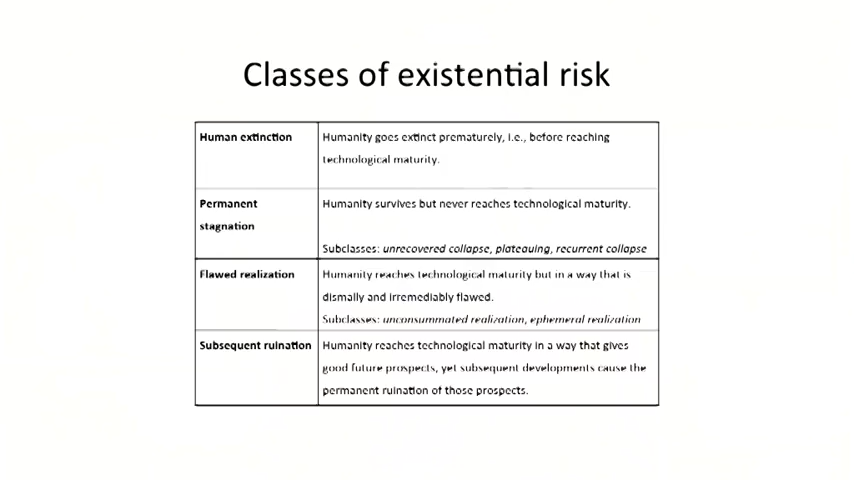 Classes of existential risk
Human extinction
Humanity goes extinct prematurely, i.e., before reaching
technological maturity.
Permanent
stagnation
Humanity survives but never reaches technological maturity.
Subclasses: unrecovered collapse, plateauing, recurrent collapse
Flawed realization
Humanity reaches technological maturity but in a way that is
dismally and irremediably flawed.
Subclasses: unconsummated realization, ephemeral realization
Subsequent ruination
Humanity reaches technological maturity in a way that gives
good future prospects, yet subsequent developments cause the
permanent ruination of those prospects.